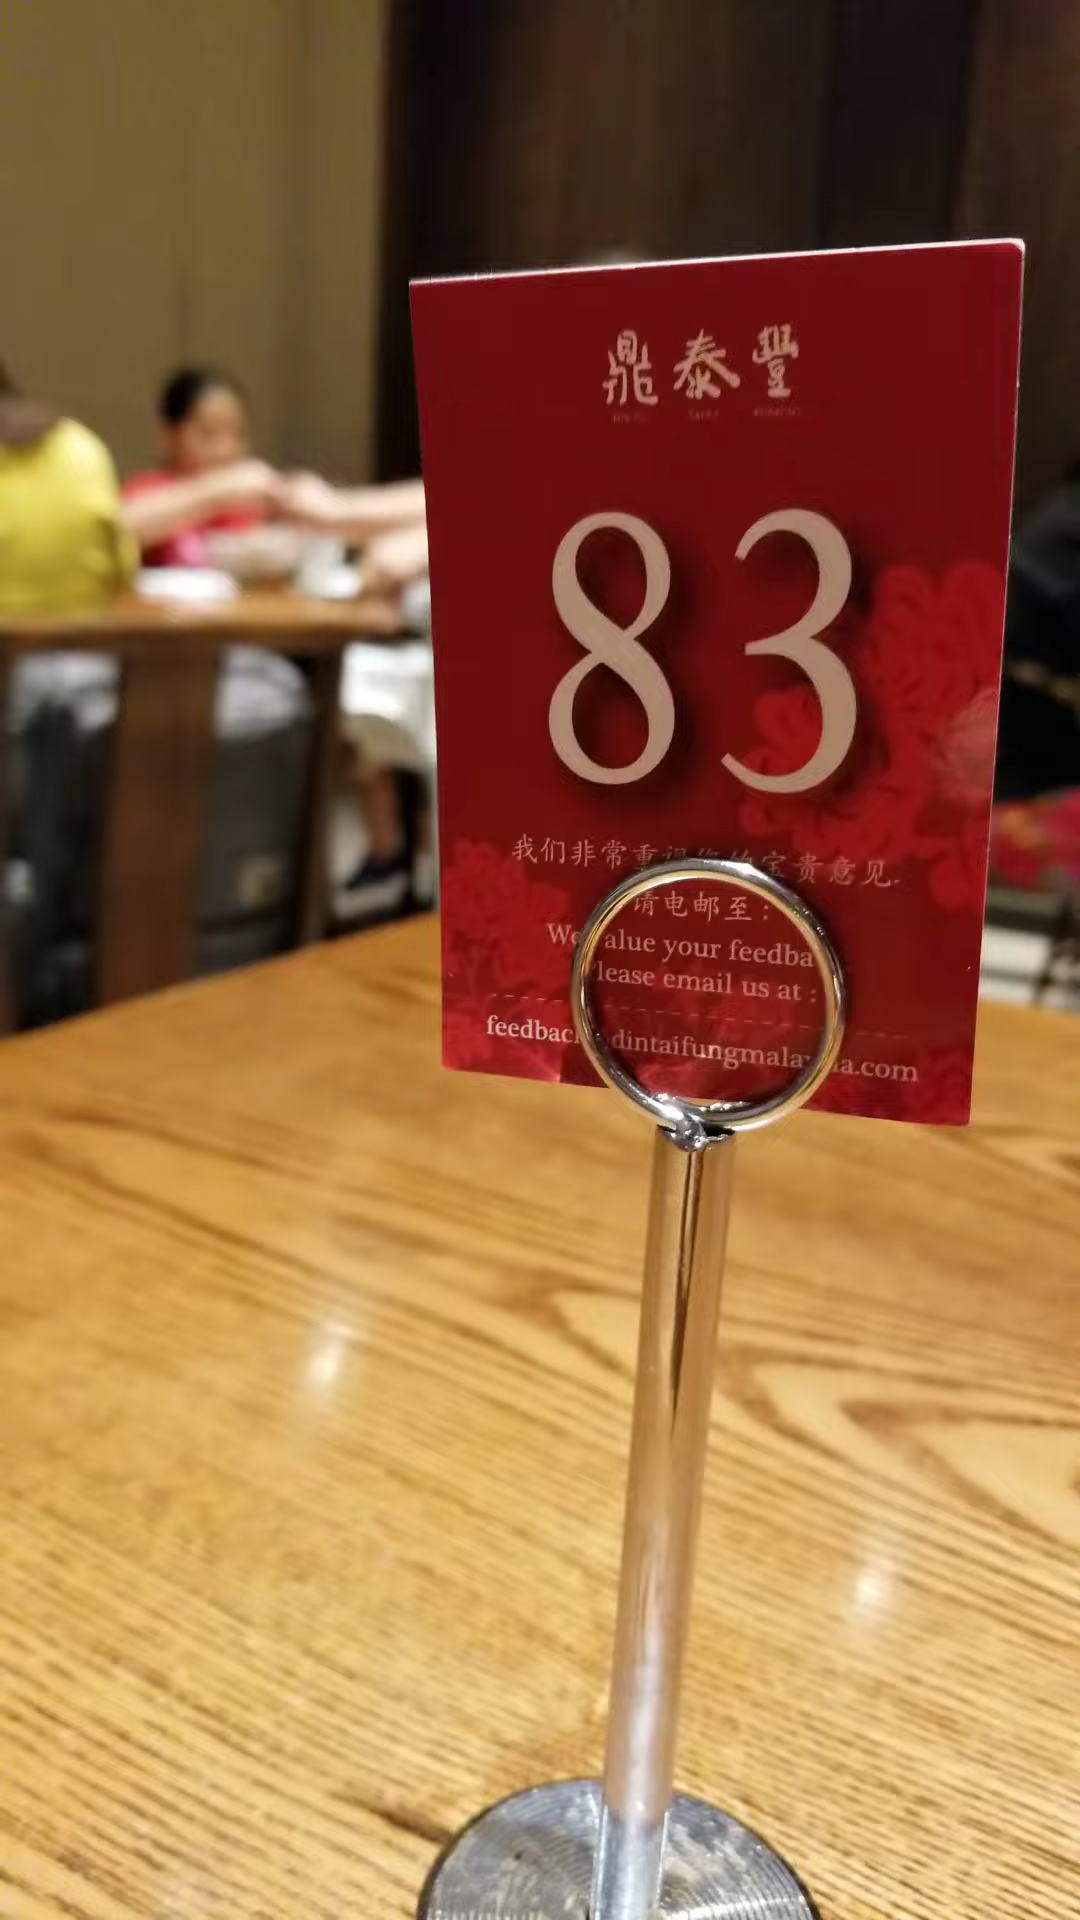 鼎泰豐
83
我们非常重视您的宝贵意见.
请电邮至:
We value your feedba
Please email us at :
feedback@dintaifungmalaysia.com